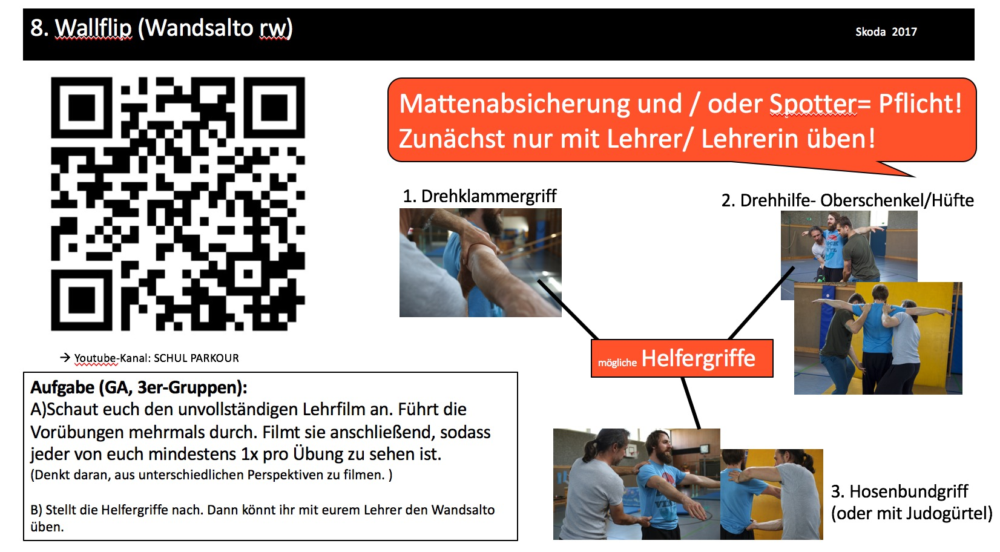 8. Wallflip (Wandsalto rw)
Skoda 2017
Mattenabsicherung und / oder Spotter= Pflicht!
Zunächst nur mit Lehrer/ Lehrerin üben!
1. Drehklammergriff
2. Drehhilfe- Oberschenkel/Hüfte
mögliche Helfergriffe
3. Hosenbundgriff
(oder mit Judogürtel)
→ Youtube-Kanal: SCHUL PARKOUR
Aufgabe (GA, 3er-Gruppen):
A)Schaut euch den unvollständigen Lehrfilm an. Führt die
Vorübungen mehrmals durch. Filmt sie anschließend, sodass
jeder von euch mindestens 1x pro Übung zu sehen ist.
(Denkt daran, aus unterschiedlichen Perspektiven zu filmen. )
B) Stellt die Helfergriffe nach. Dann könnt ihr mit eurem Lehrer den Wandsalto
üben.